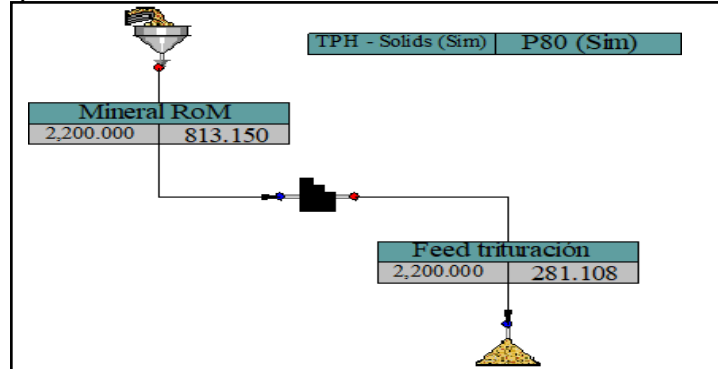 TPH - Solids (Sim) P80 (Sim)
Mineral RoM
2,200.000 813.150
Feed trituración
2,200.000 281.108